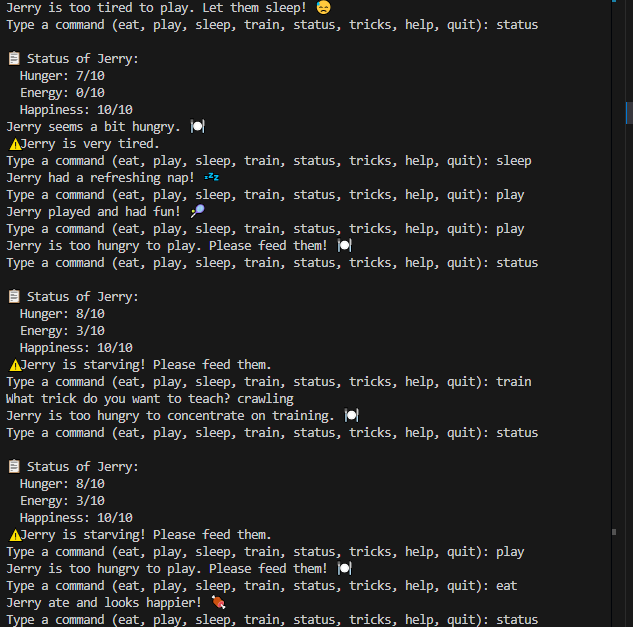 Jerry is too tired to play. Let them sleep! 😓
Type a command (eat, play, sleep, train, status, tricks, help, quit): status

📋 Status of Jerry:
  Hunger: 7/10
  Energy: 0/10
  Happiness: 10/10
Jerry seems a bit hungry. 🍽️
⚠️Jerry is very tired.
Type a command (eat, play, sleep, train, status, tricks, help, quit): sleep
Jerry had a refreshing nap! 💤
Type a command (eat, play, sleep, train, status, tricks, help, quit): play
Jerry played and had fun! 🎾
Type a command (eat, play, sleep, train, status, tricks, help, quit): play
Jerry is too hungry to play. Please feed them! 🍽️
Type a command (eat, play, sleep, train, status, tricks, help, quit): status

📋 Status of Jerry:
  Hunger: 8/10
  Energy: 3/10
  Happiness: 10/10
⚠️Jerry is starving! Please feed them.
Type a command (eat, play, sleep, train, status, tricks, help, quit): train
What trick do you want to teach? crawling
Jerry is too hungry to concentrate on training. 🍽️
Type a command (eat, play, sleep, train, status, tricks, help, quit): status

📋 Status of Jerry:
  Hunger: 8/10
  Energy: 3/10
  Happiness: 10/10
⚠️Jerry is starving! Please feed them.
Type a command (eat, play, sleep, train, status, tricks, help, quit): play
Jerry is too hungry to play. Please feed them! 🍽️
Type a command (eat, play, sleep, train, status, tricks, help, quit): eat
Jerry ate and looks happier! 🍖
Type a command (eat, play, sleep, train, status, tricks, help, quit): status